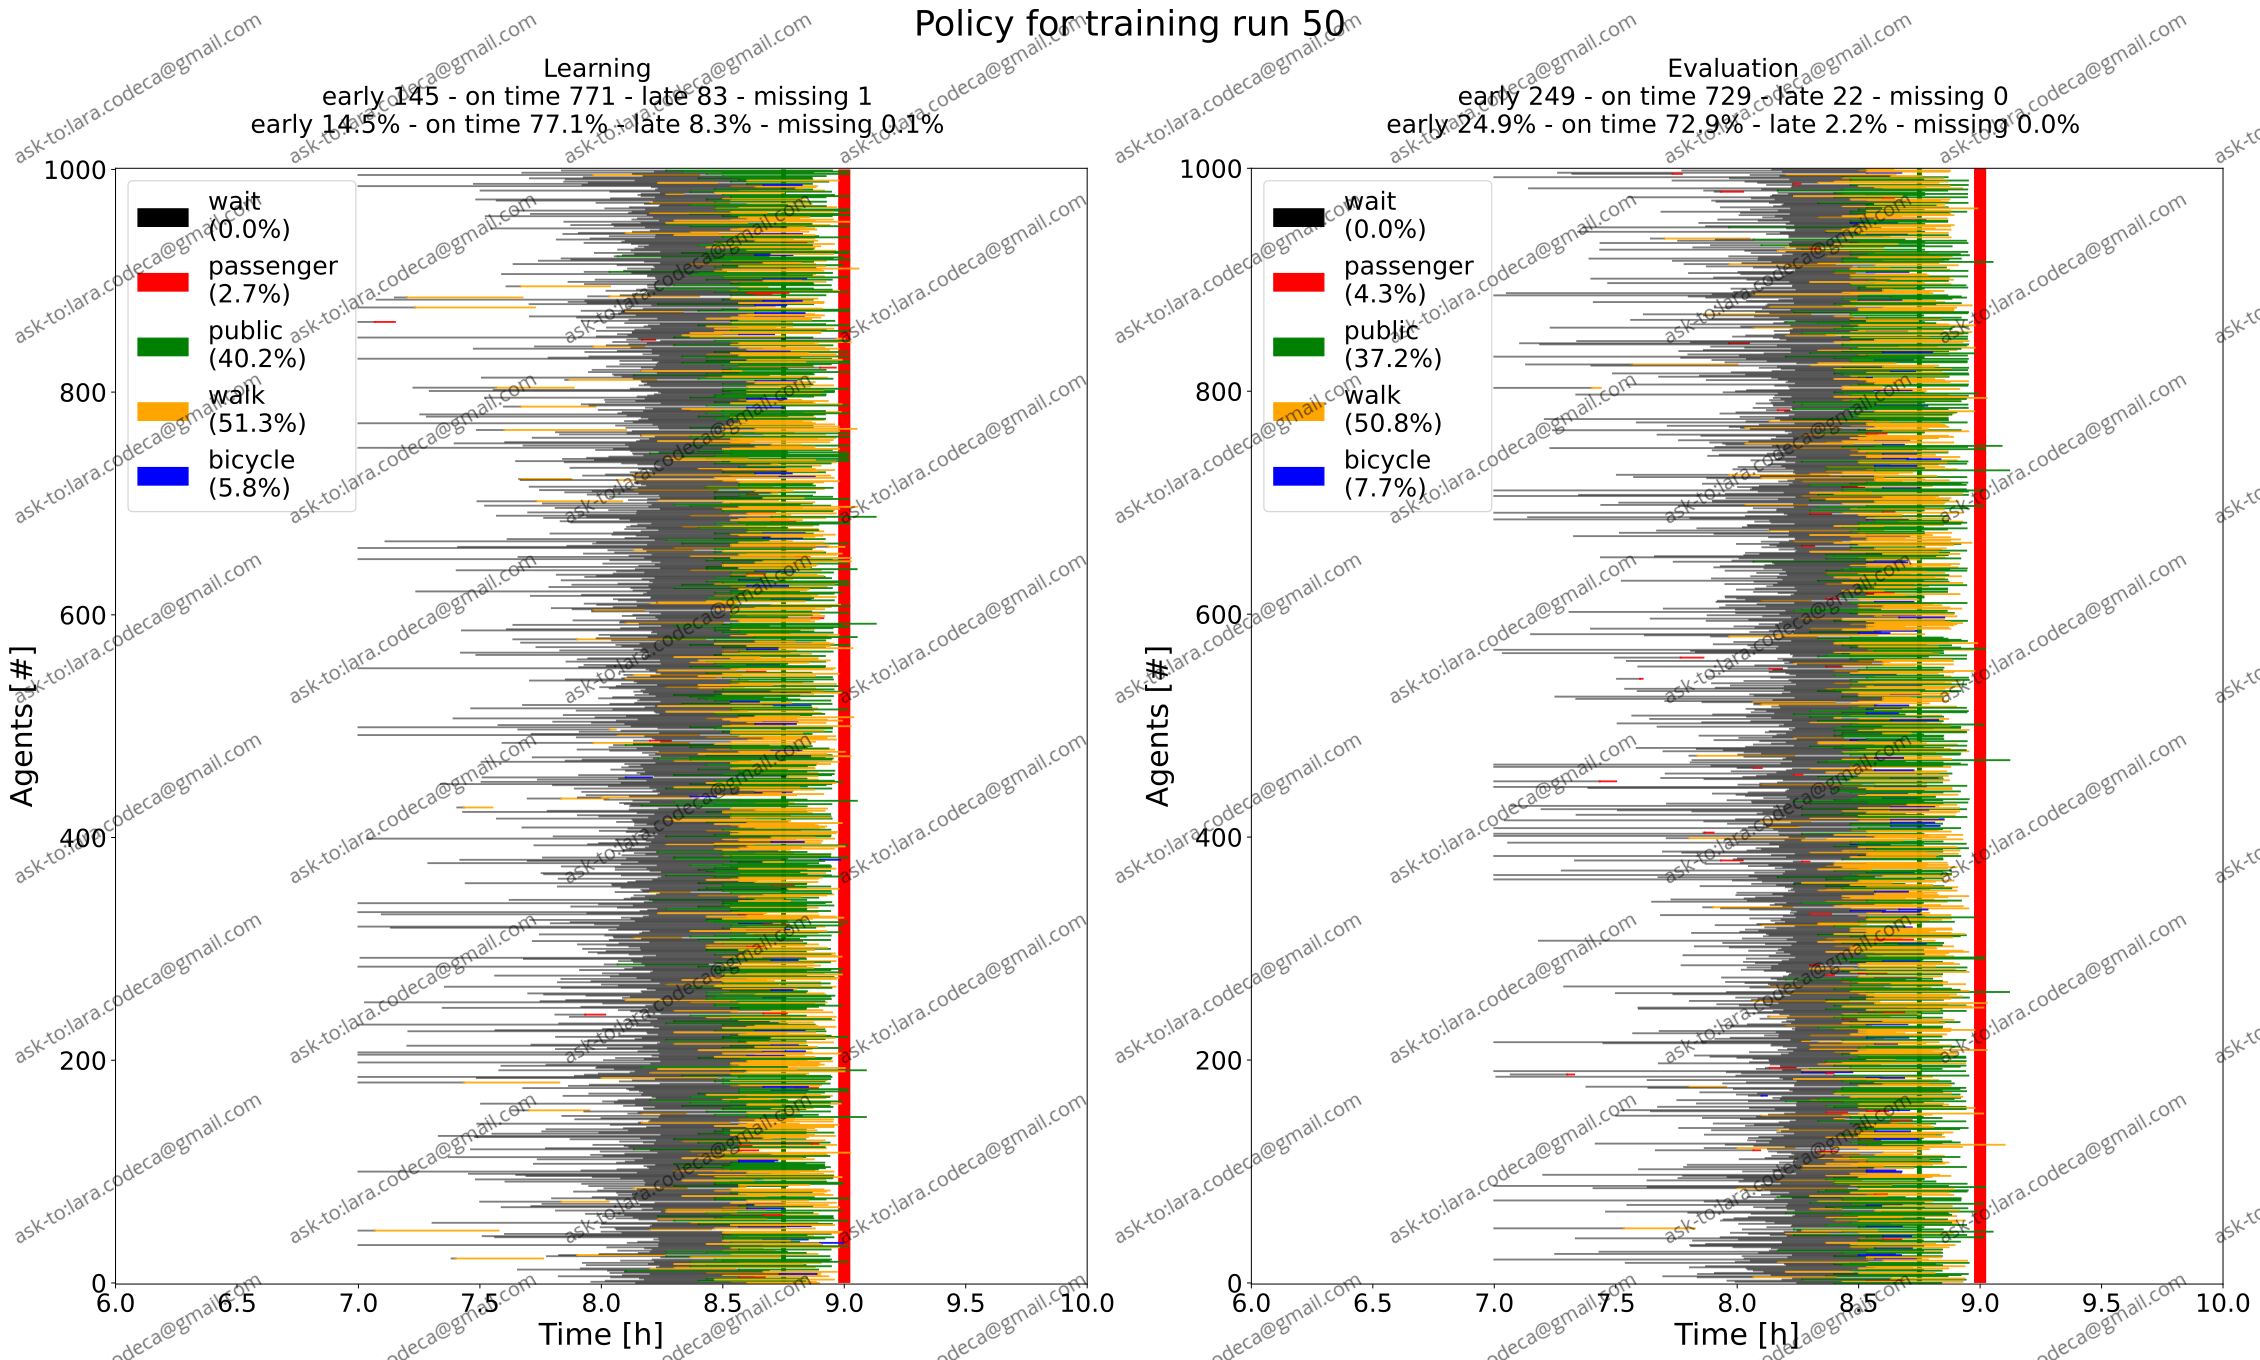 Policy for training run 50
Learning
early 145 - on time 771 - late 83 - missing 1
early 14.5% - on time 77.1% - late 8.3% - missing 0.1%
Evaluation
early 249 - on time 729 - late 22 - missing 0
early 24.9% - on time 72.9% - late 2.2% - missing 0.0%
wait
(0.0%)
passenger
(2.7%)
public
(40.2%)
walk
(51.3%)
bicycle
(5.8%)
wait
(0.0%)
passenger
(4.3%)
public
(37.2%)
walk
(50.8%)
bicycle
(7.7%)
1000
800
600
400
200
0
Agents [#]
6.0 6.5 7.0 7.5 8.0 8.5 9.0 9.5 10.0
Time [h]
1000
800
600
400
200
0
Agents [#]
6.0 6.5 7.0 7.5 8.0 8.5 9.0 9.5 10.0
Time [h]
ask-to:lara.codeca@gmail.com